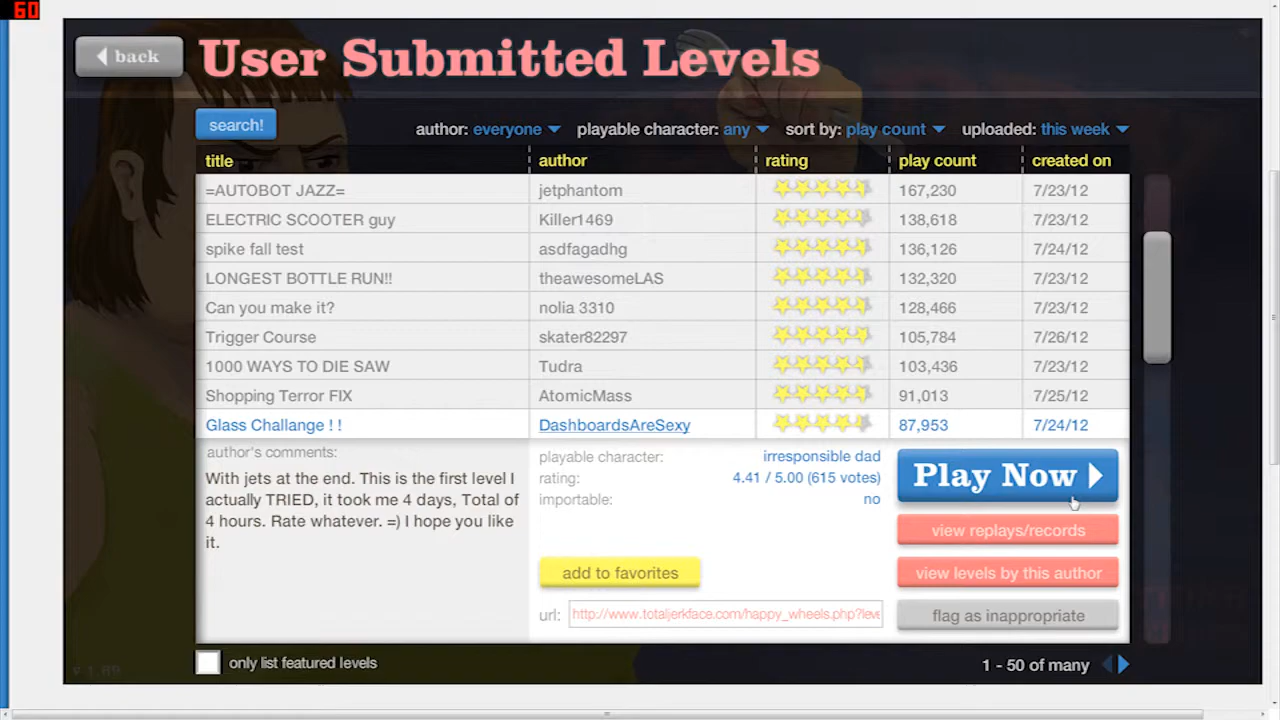 60
back
User Submitted Levels
search!
author: everyone playable character: any sort by: play count uploaded: this week
title author rating play count created on
=AUTOBOT JAZZ= jetphantom 167,230 7/23/12
ELECTRIC SCOOTER guy Killer1469 138,618 7/23/12
spike fall test asdfagadhg 136,126 7/24/12
LONGEST BOTTLE RUN!! theawesomeLAS 132,320 7/23/12
Can you make it? nolia 3310 128,466 7/23/12
Trigger Course skater82297 105,784 7/26/12
1000 WAYS TO DIE SAW Tudra 103,436 7/23/12
Shopping Terror FIX AtomicMass 91,013 7/25/12
Glass Challange ! ! DashboardsAreSexy 87,953 7/24/12
author's comments:
With jets at the end. This is the first level I
actually TRIED, it took me 4 days, Total of
4 hours. Rate whatever. =) I hope you like
it.
playable character: irresponsible dad
rating: 4.41 / 5.00 (615 votes)
importable: no
add to favorites
url: http://www.totaljerkface.com/happy_wheels.php?leve
Play Now
view replays/records
view levels by this author
flag as inappropriate
only list featured levels
1 - 50 of many